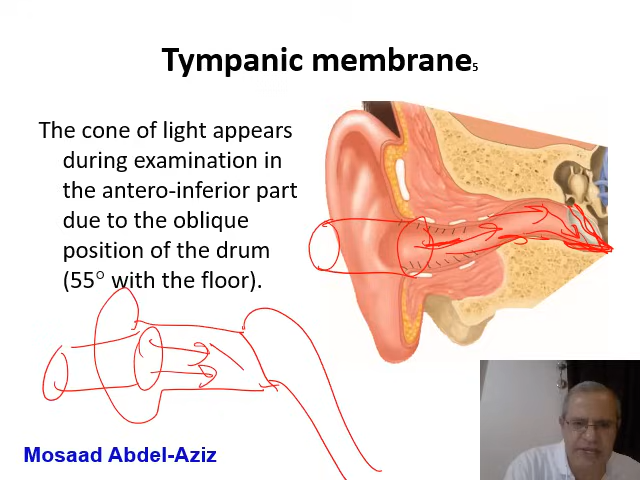 Tympanic membrane5
The cone of light appears
during examination in
the antero-inferior part
due to the oblique
position of the drum
(55° with the floor).
Mosaad Abdel-Aziz